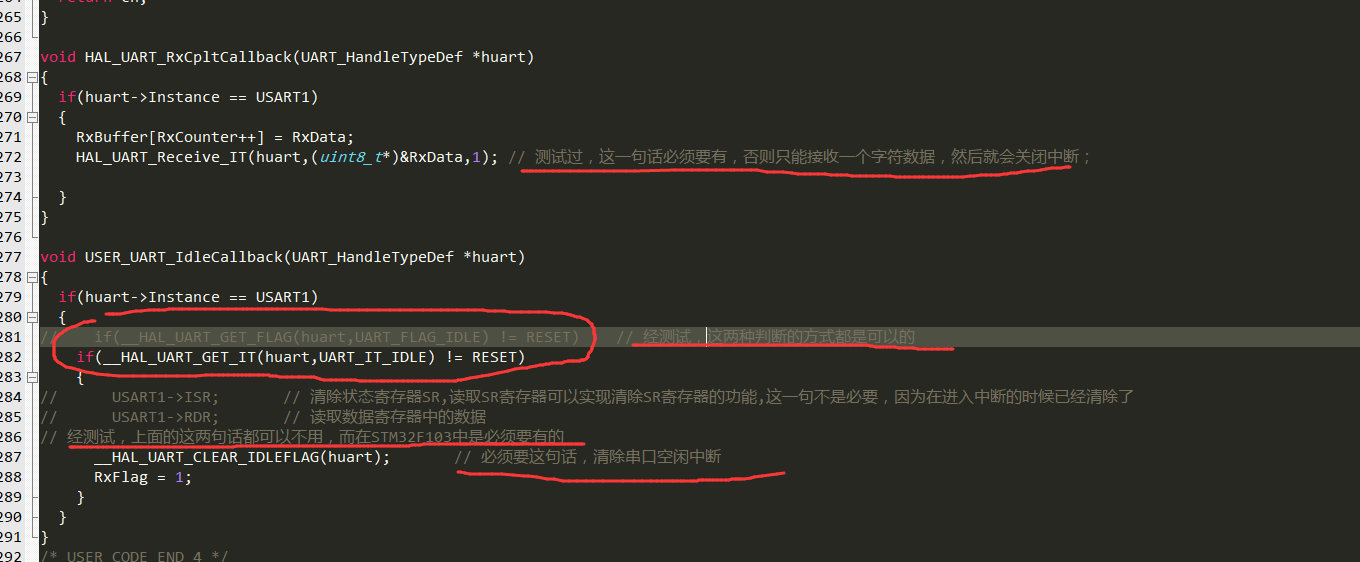 return ch;
265 }
266
267 void HAL_UART_RxCpltCallback(UART_HandleTypeDef *huart)
268 {
269 if(huart->Instance == USART1)
270 {
271 RxBuffer[RxCounter++] = RxData;
272 HAL_UART_Receive_IT(huart,(uint8_t*)&RxData,1); // 测试过，这一句话必须要有，否则只能接收一个字符数据，然后就会关闭中断；
273
274 }
275 }
276
277 void USER_UART_IdleCallback(UART_HandleTypeDef *huart)
278 {
279 if(huart->Instance == USART1)
280 {
281 // if(__HAL_UART_GET_FLAG(huart,UART_FLAG_IDLE) != RESET) // 经测试，这两种判断的方式都是可以的
282 if(__HAL_UART_GET_IT(huart,UART_IT_IDLE) != RESET)
283 {
284 // USART1->ISR; // 清除状态寄存器SR,读取SR寄存器可以实现清除SR寄存器的功能,这一句不是必要，因为在进入中断的时候已经清除了
285 // USART1->RDR; // 读取数据寄存器中的数据
286 // 经测试，上面的这两句话都可以不用，而在STM32F103中是必须要有的
287 __HAL_UART_CLEAR_IDLEFLAG(huart); // 必须要这句话，清除串口空闲中断
288 RxFlag = 1;
289 }
290 }
291 }
292 /* USER CODE END 4 */